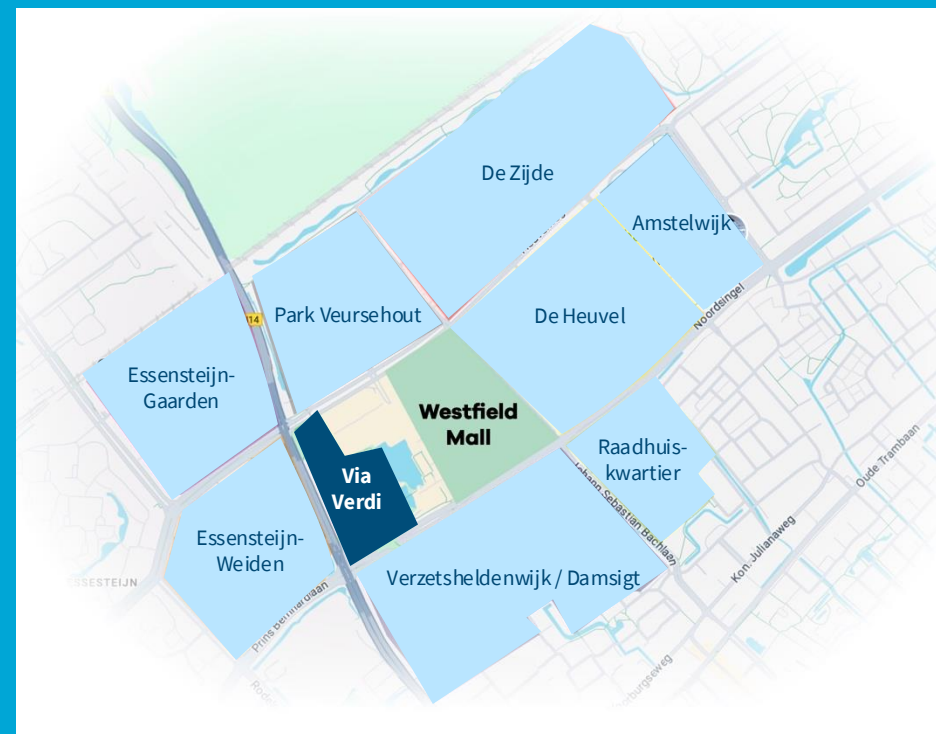 De Zijde
Amstelwijk
Park Veursehout
De Heuvel
Noordsingel
14
Essensteijn-
Gaarden
Westfield
Mall
Raadhuis-
kwartier
Via
Verdi
Johann Sebastian Bachlaan
Oude Trambaan
Kon. Julianaweg
Essensteijn-
Weiden
Verzetsheldenwijk / Damsigt
ESSESTEIJN
Prins Bernhardlaan